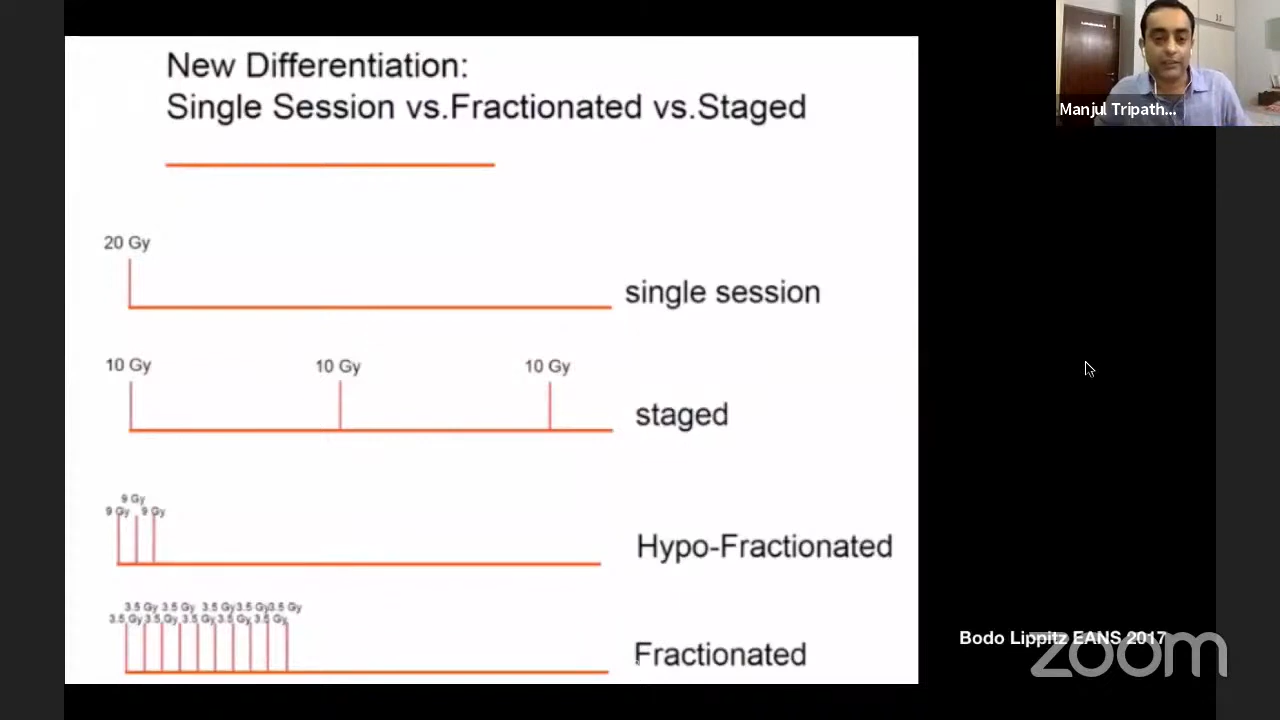 New Differentiation:
Single Session vs.Fractionated vs.Staged
Manjul Tripath...
20 Gy
single session
10 Gy 10 Gy 10 Gy
staged
9 Gy
9 Gy 9 Gy
Hypo-Fractionated
3.5 Gy 3.5 Gy 3.5 Gy 3.5 Gy 3.5 Gy
3.5 Gy 3.5 Gy 3.5 Gy 3.5 Gy 3.5 Gy
Fractionated
Bodo Lippitz EANS 2017
zoom